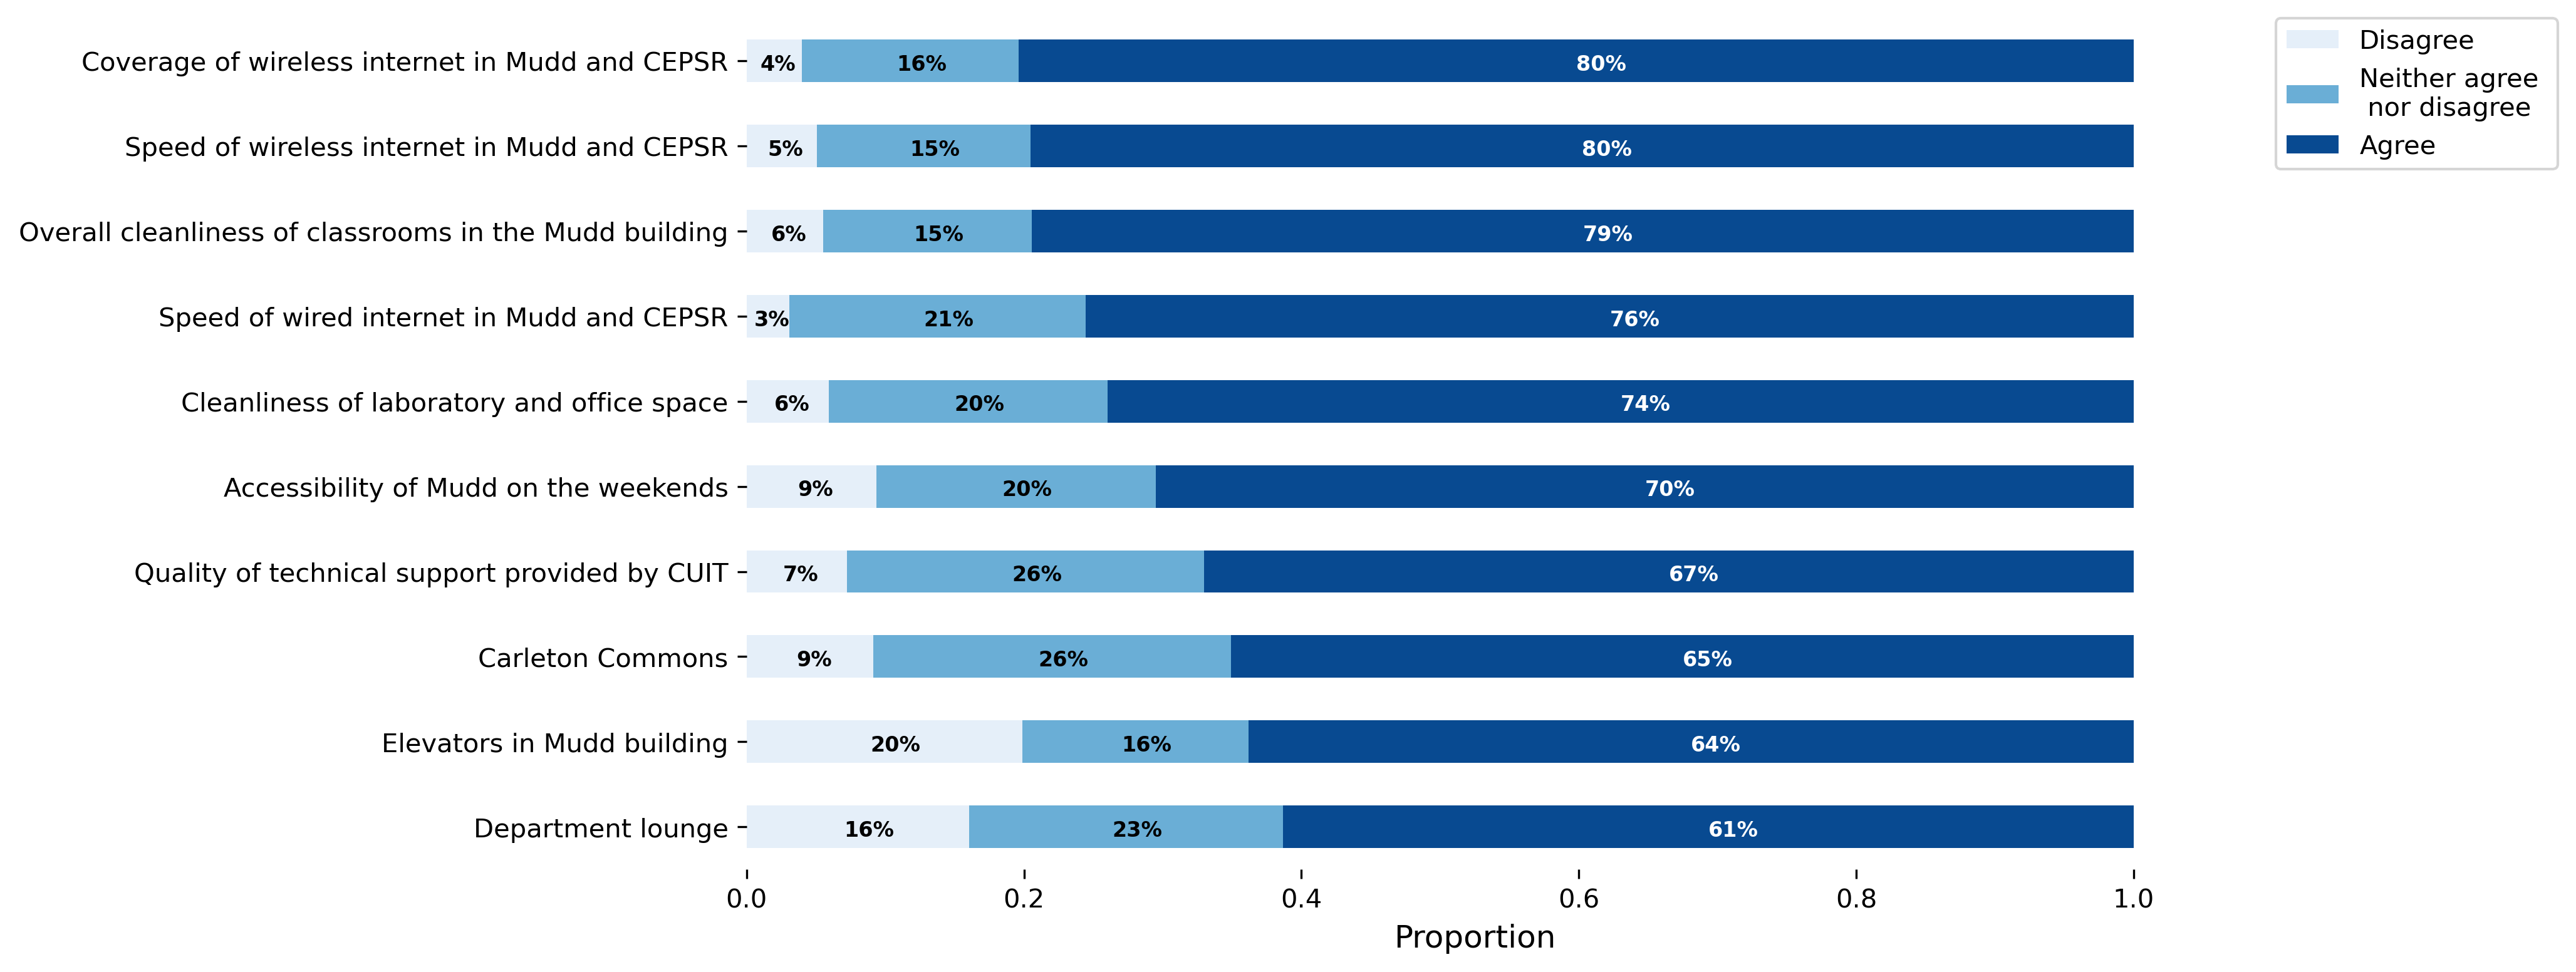 Coverage of wireless internet in Mudd and CEPSR 4% 16% 80%
Speed of wireless internet in Mudd and CEPSR 5% 15% 80%
Overall cleanliness of classrooms in the Mudd building 6% 15% 79%
Speed of wired internet in Mudd and CEPSR 3% 21% 76%
Cleanliness of laboratory and office space 6% 20% 74%
Accessibility of Mudd on the weekends 9% 20% 70%
Quality of technical support provided by CUIT 7% 26% 67%
Carleton Commons 9% 26% 65%
Elevators in Mudd building 20% 16% 64%
Department lounge 16% 23% 61%
0.0 0.2 0.4 0.6 0.8 1.0
Proportion
Disagree
Neither agree
nor disagree
Agree